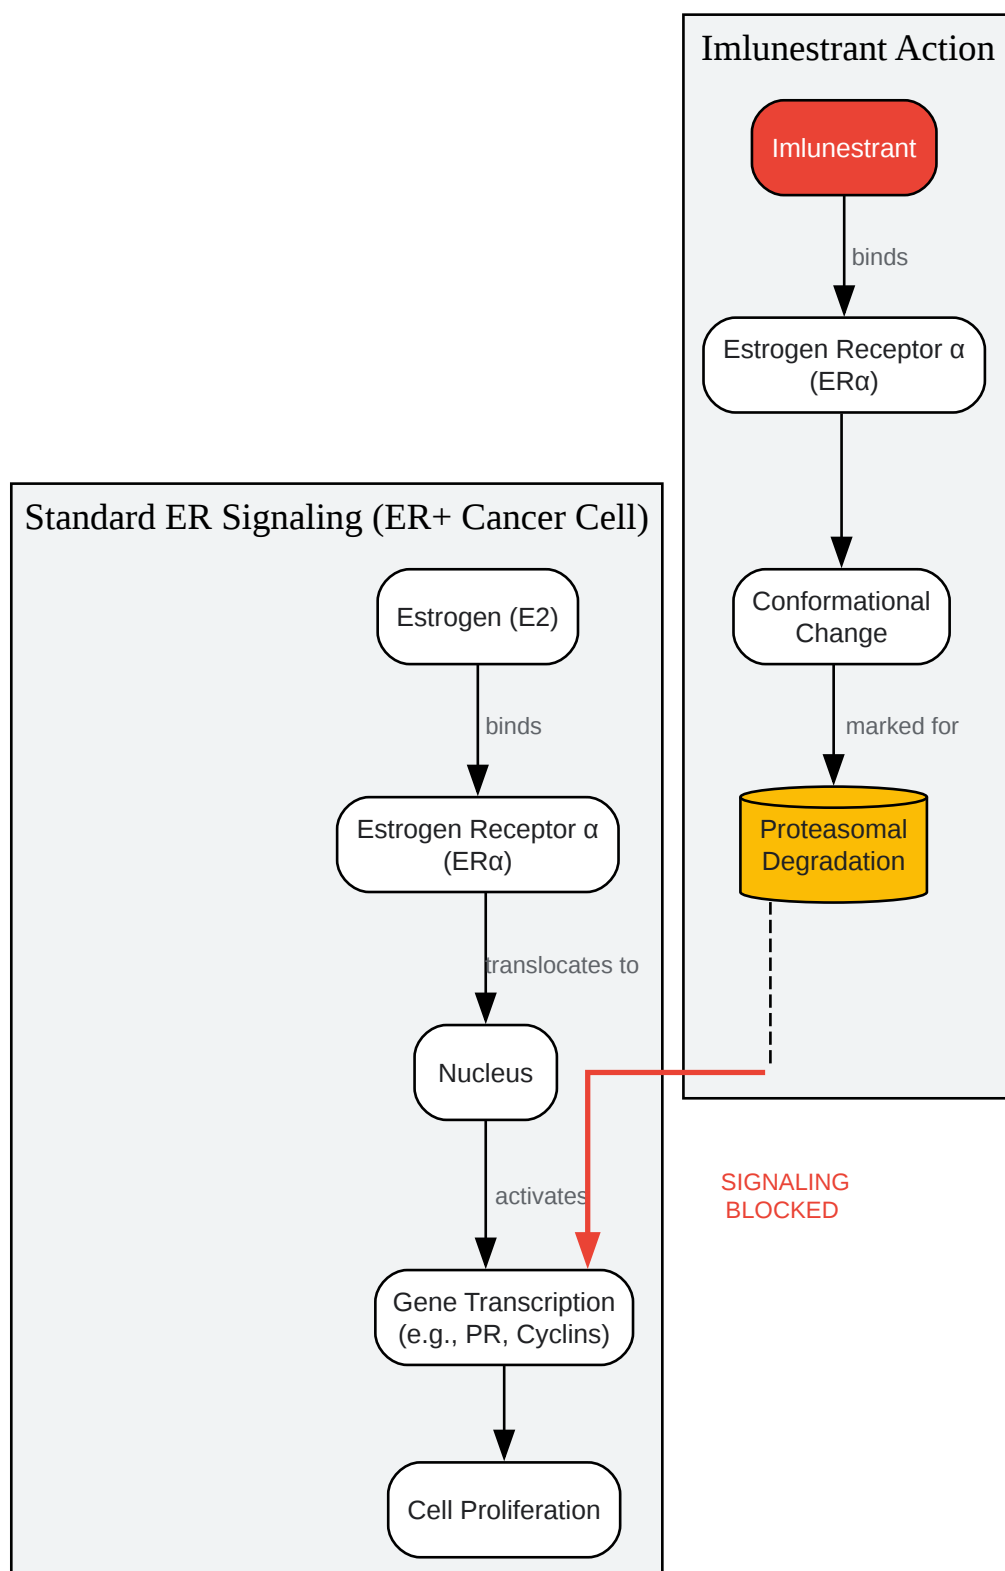 Imlunestrant Action
Imlunestrant
binds
Estrogen Receptor α
(ERα)
Conformational
Change
marked for
Proteasomal
Degradation
SIGNALING
BLOCKED
Standard ER Signaling (ER+ Cancer Cell)
Estrogen (E2)
binds
Estrogen Receptor α
(ERα)
translocates to
Nucleus
activates
Gene Transcription
(e.g., PR, Cyclins)
Cell Proliferation